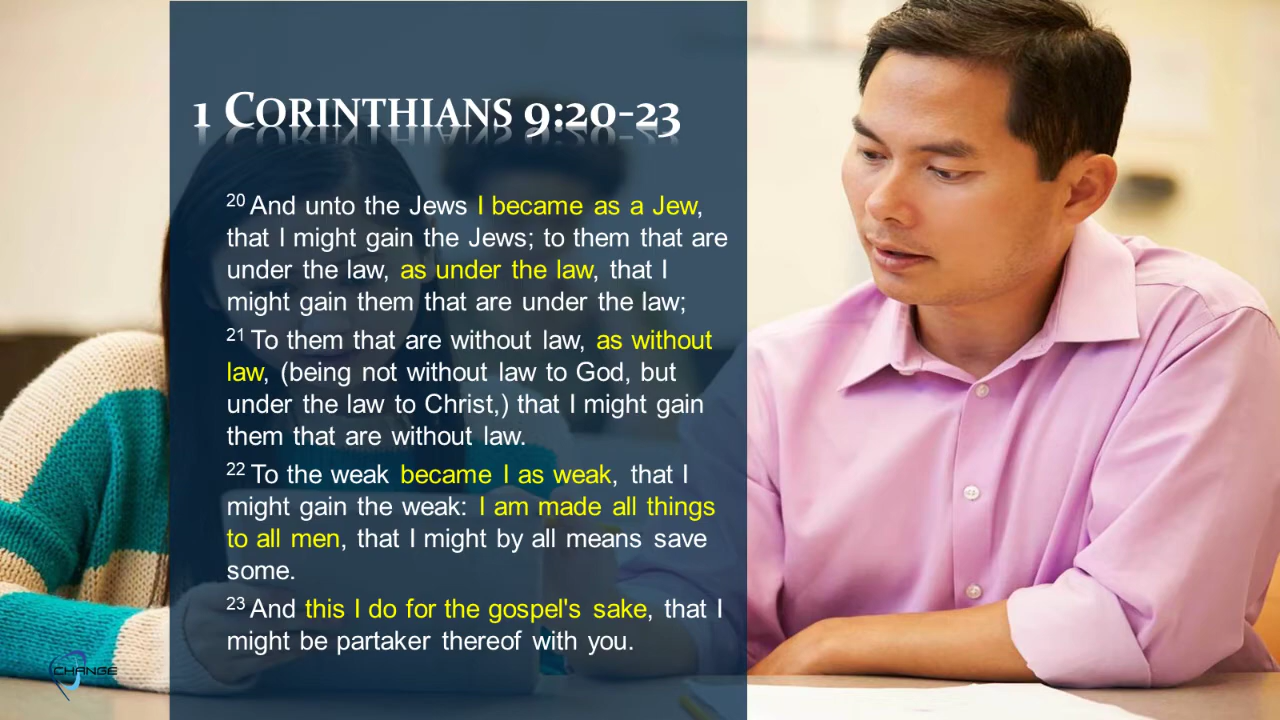 1 CORINTHIANS 9:20-23
20 And unto the Jews I became as a Jew,
that I might gain the Jews; to them that are
under the law, as under the law, that I
might gain them that are under the law;
21 To them that are without law, as without
law, (being not without law to God, but
under the law to Christ,) that I might gain
them that are without law.
22 To the weak became I as weak, that I
might gain the weak: I am made all things
to all men, that I might by all means save
some.
23 And this I do for the gospel's sake, that I
might be partaker thereof with you.
CHANGE